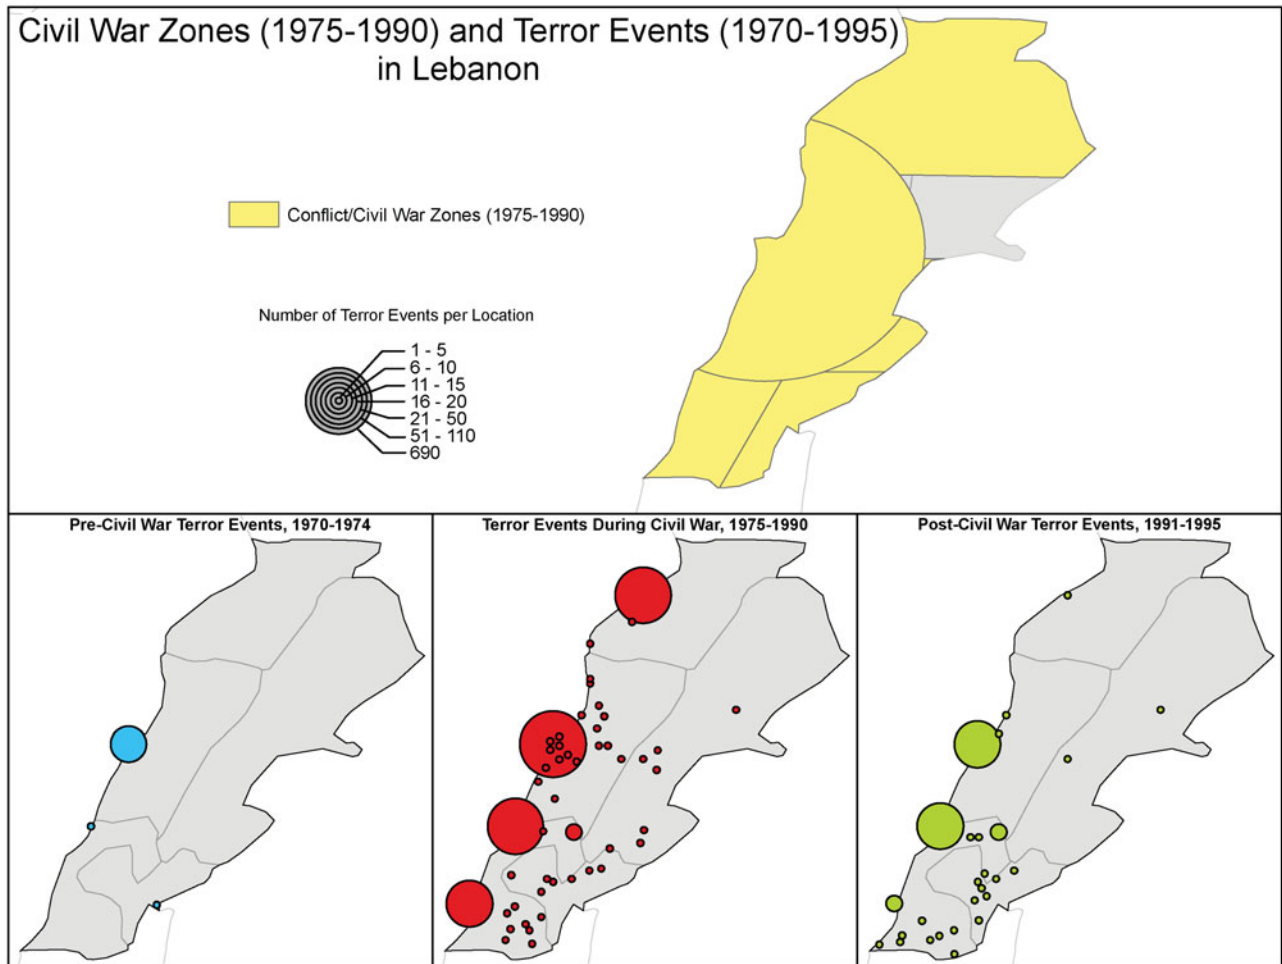 Civil War Zones (1975-1990) and Terror Events (1970-1995)
in Lebanon
Conflict/Civil War Zones (1975-1990)
Number of Terror Events per Location
1 - 5
6 - 10
11 - 15
16 - 20
21 - 50
51 - 110
690
Pre-Civil War Terror Events, 1970-1974
Terror Events During Civil War, 1975-1990
Post-Civil War Terror Events, 1991-1995